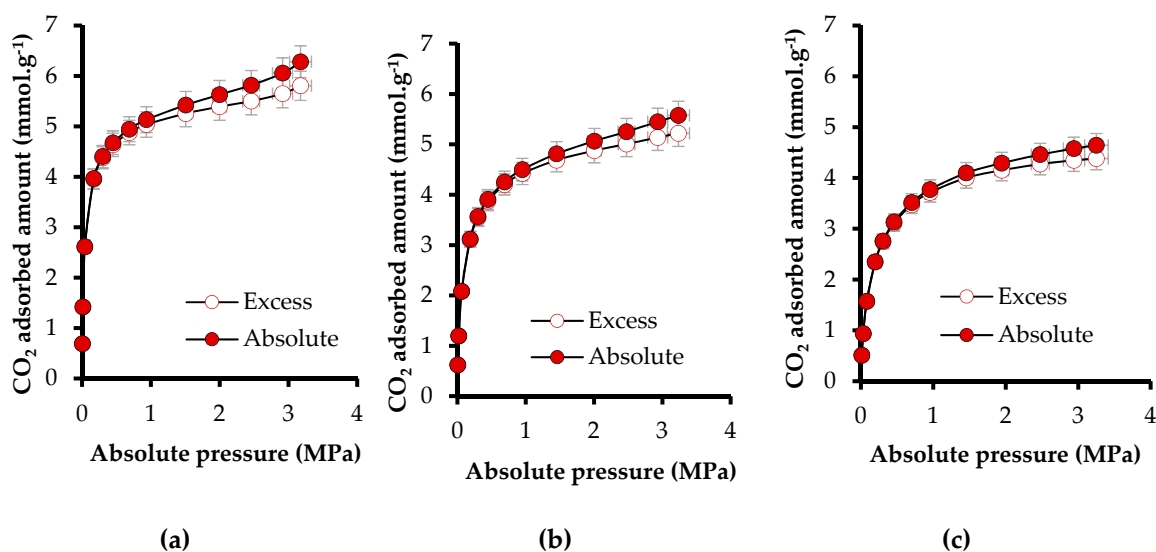 CO₂ adsorbed amount (mmol.g⁻¹)
7
6
5
4
3
2
1
0
Excess
Absolute
0 1 2 3 4
Absolute pressure (MPa)
(a)
CO₂ adsorbed amount (mmol.g⁻¹)
7
6
5
4
3
2
1
0
Excess
Absolute
0 1 2 3 4
Absolute pressure (MPa)
(b)
CO₂ adsorbed amount (mmol.g⁻¹)
7
6
5
4
3
2
1
0
Excess
Absolute
0 1 2 3 4
Absolute pressure (MPa)
(c)